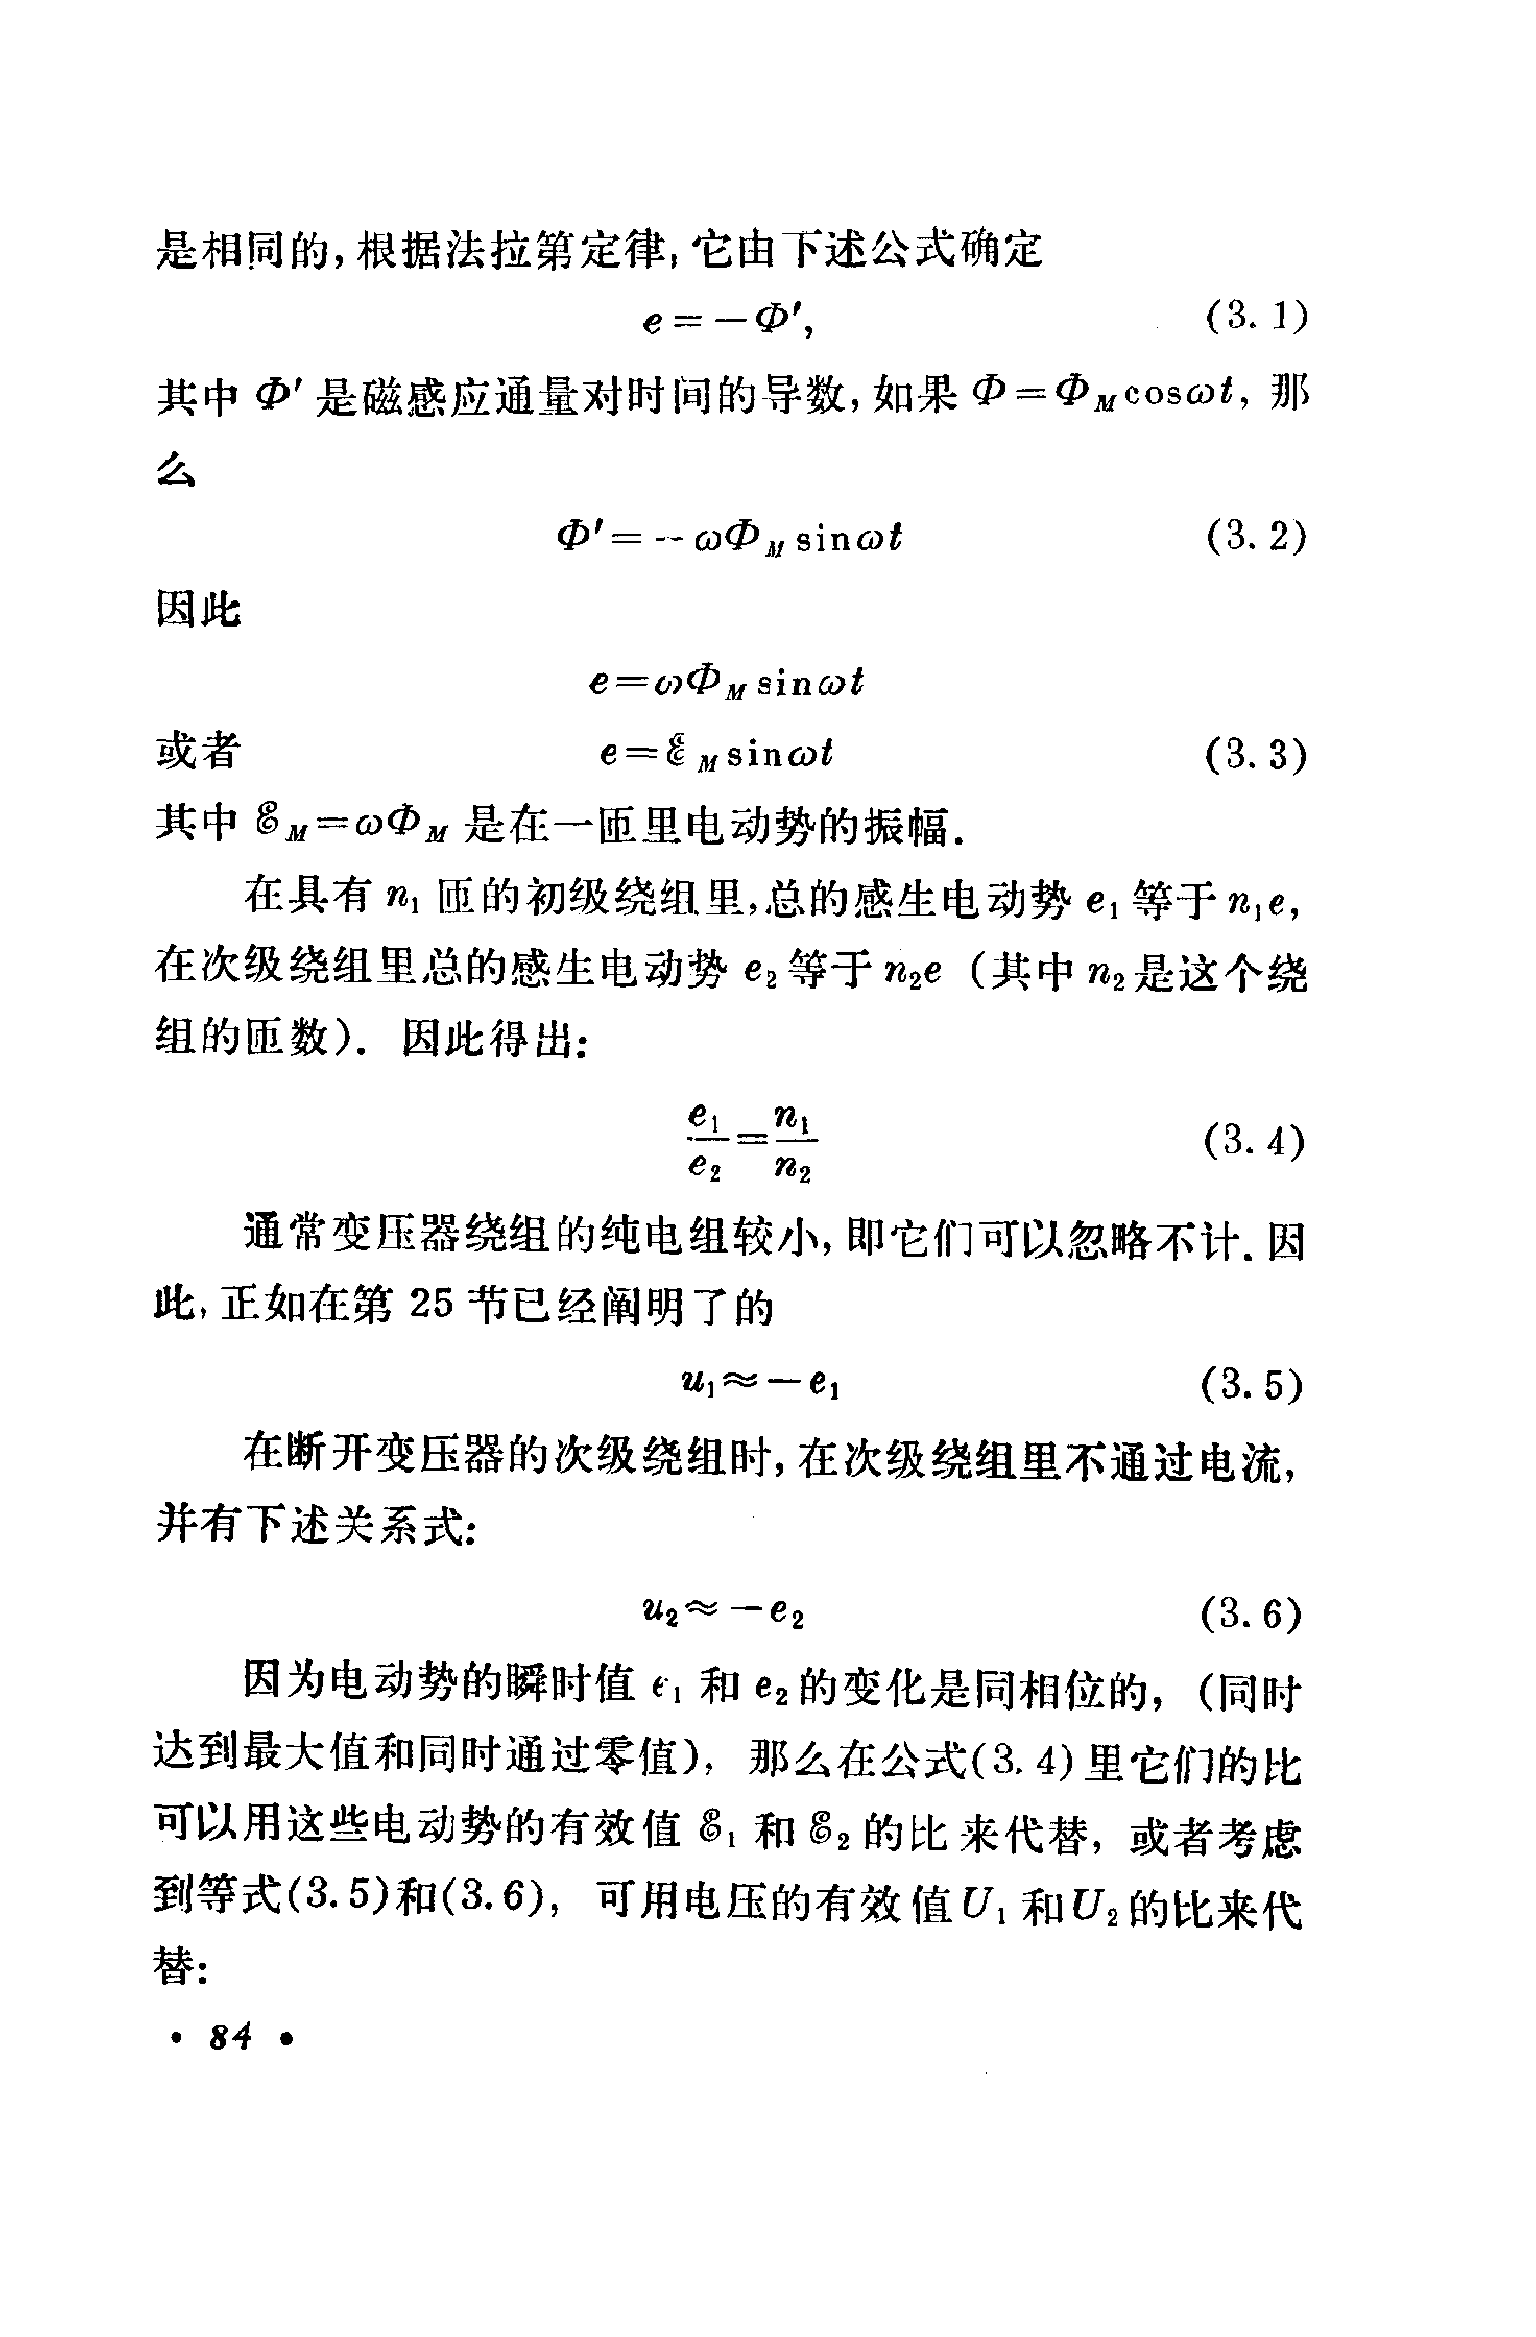 是相同的,根据法拉第定律,它由下述公式确定
e=-Φ′, (3.1)
其中 Φ′ 是磁感应通量对时间的导数,如果 Φ=Φ_M cosωt, 那
么
Φ′=-ωΦ_M sinωt (3.2)
因此
e=ωΦ_M sinωt
或者 e=ℰ_M sinωt (3.3)
其中 ℰ_M=ωΦ_M 是在一匝里电动势的振幅.
在具有 n₁ 匝的初级绕组里,总的感生电动势 e₁ 等于 n₁e,
在次级绕组里总的感生电动势 e₂ 等于 n₂e (其中 n₂ 是这个绕
组的匝数). 因此得出:
e₁/e₂=n₁/n₂ (3.4)
通常变压器绕组的纯电组较小,即它们可以忽略不计.因
此,正如在第 25 节已经阐明了的
u₁≈-e₁ (3.5)
在断开变压器的次级绕组时,在次级绕组里不通过电流,
并有下述关系式:
u₂≈-e₂ (3.6)
因为电动势的瞬时值 e₁ 和 e₂ 的变化是同相位的, (同时
达到最大值和同时通过零值), 那么在公式(3.4)里它们的比
可以用这些电动势的有效值 ℰ₁ 和 ℰ₂ 的比来代替, 或者考虑
到等式(3.5)和(3.6), 可用电压的有效值 U₁ 和 U₂ 的比来代
替:
• 84 •